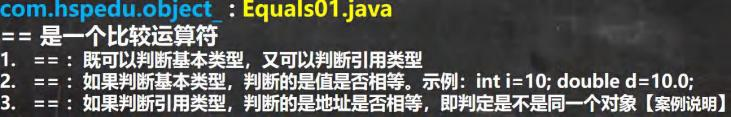 com.hspedu.object_ : Equals01.java
== 是一个比较运算符
1. ==：既可以判断基本类型，又可以判断引用类型
2. ==：如果判断基本类型，判断的是值是否相等。示例：int i=10; double d=10.0;
3. ==：如果判断引用类型，判断的是地址是否相等，即判定是不是同一个对象【案例说明】